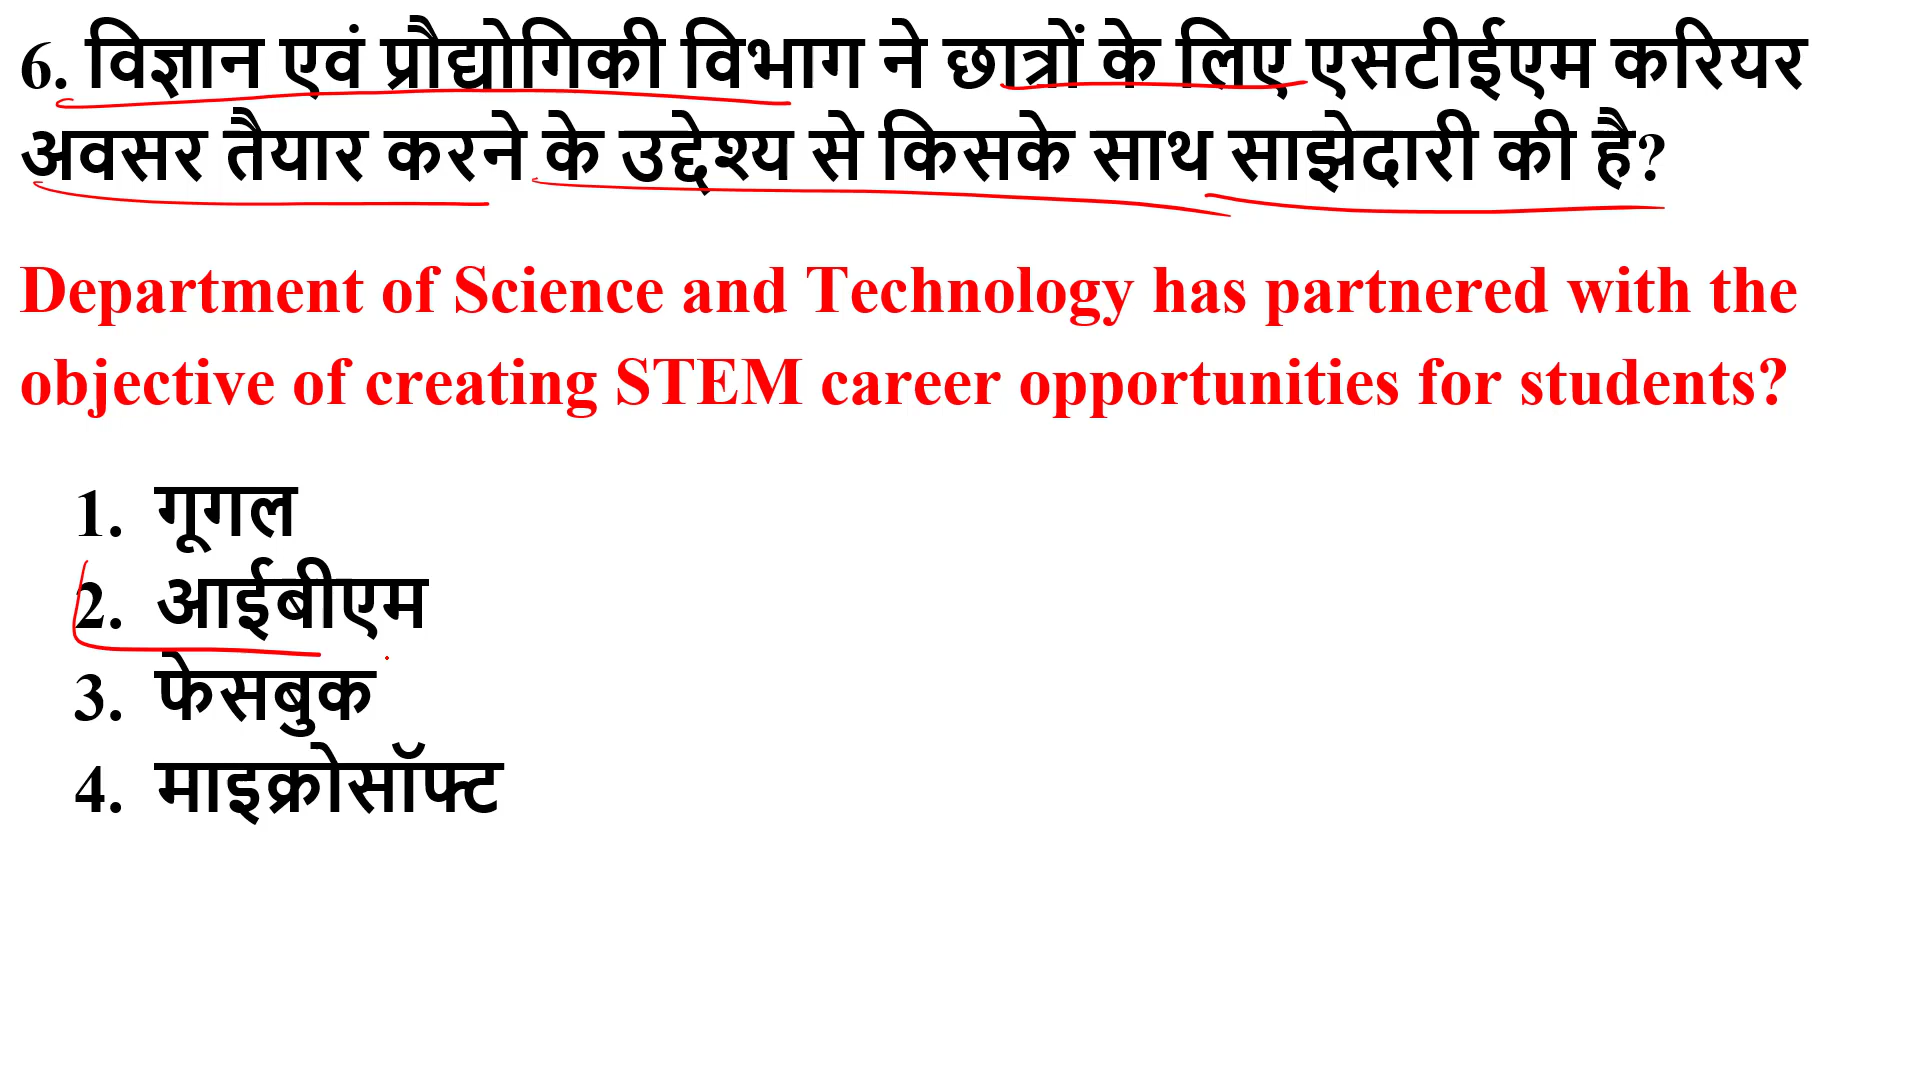 6. विज्ञान एवं प्रौद्योगिकी विभाग ने छात्रों के लिए एसटीईएम करियर
अवसर तैयार करने के उद्देश्य से किसके साथ साझेदारी की है?
Department of Science and Technology has partnered with the
objective of creating STEM career opportunities for students?
1. गूगल
2. आईबीएम
3. फेसबुक
4. माइक्रोसॉफ्ट